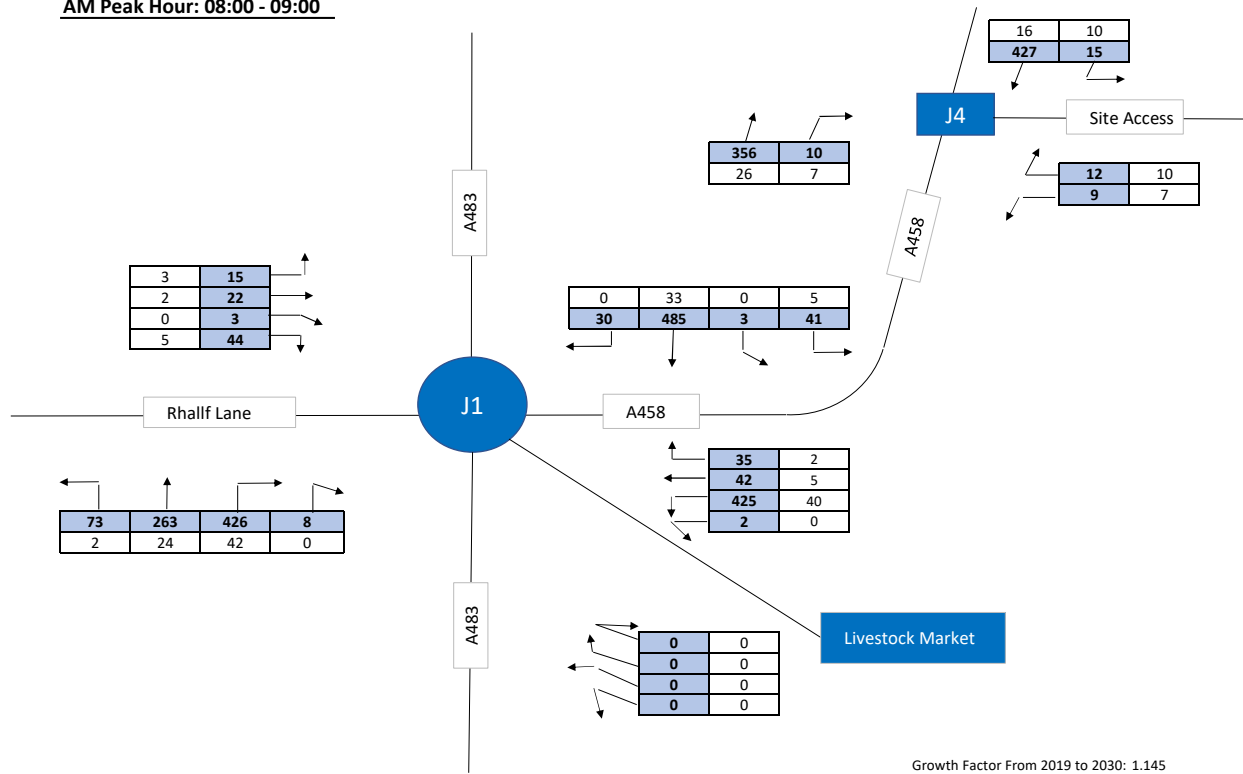 AM Peak Hour: 08:00 - 09:00
16 10
427 15
J4
Site Access
356 10
26 7
12 10
9 7
A483
A458
3 15
2 22
0 3
5 44
0 33 0 5
30 485 3 41
Rhallf Lane
J1
A458
35 2
42 5
425 40
2 0
73 263 426 8
2 24 42 0
A483
Livestock Market
0 0
0 0
0 0
0 0
Growth Factor From 2019 to 2030: 1.145